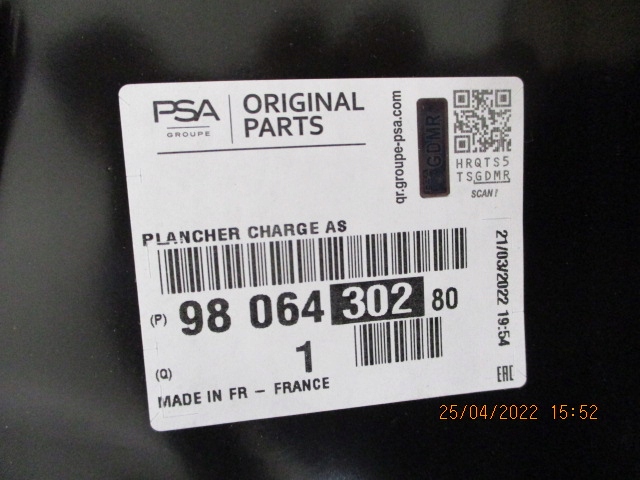 PSA
GROUPE
ORIGINAL
PARTS
qr.groupe-psa.com
GDMR
HRQTS5
TSGDMR
SCAN!
PLANCHER CHARGE AS
(P) 98 064 302 80
(Q) 1
MADE IN FR – FRANCE
21/03/2022 19:54
EAC
25/04/2022 15:52